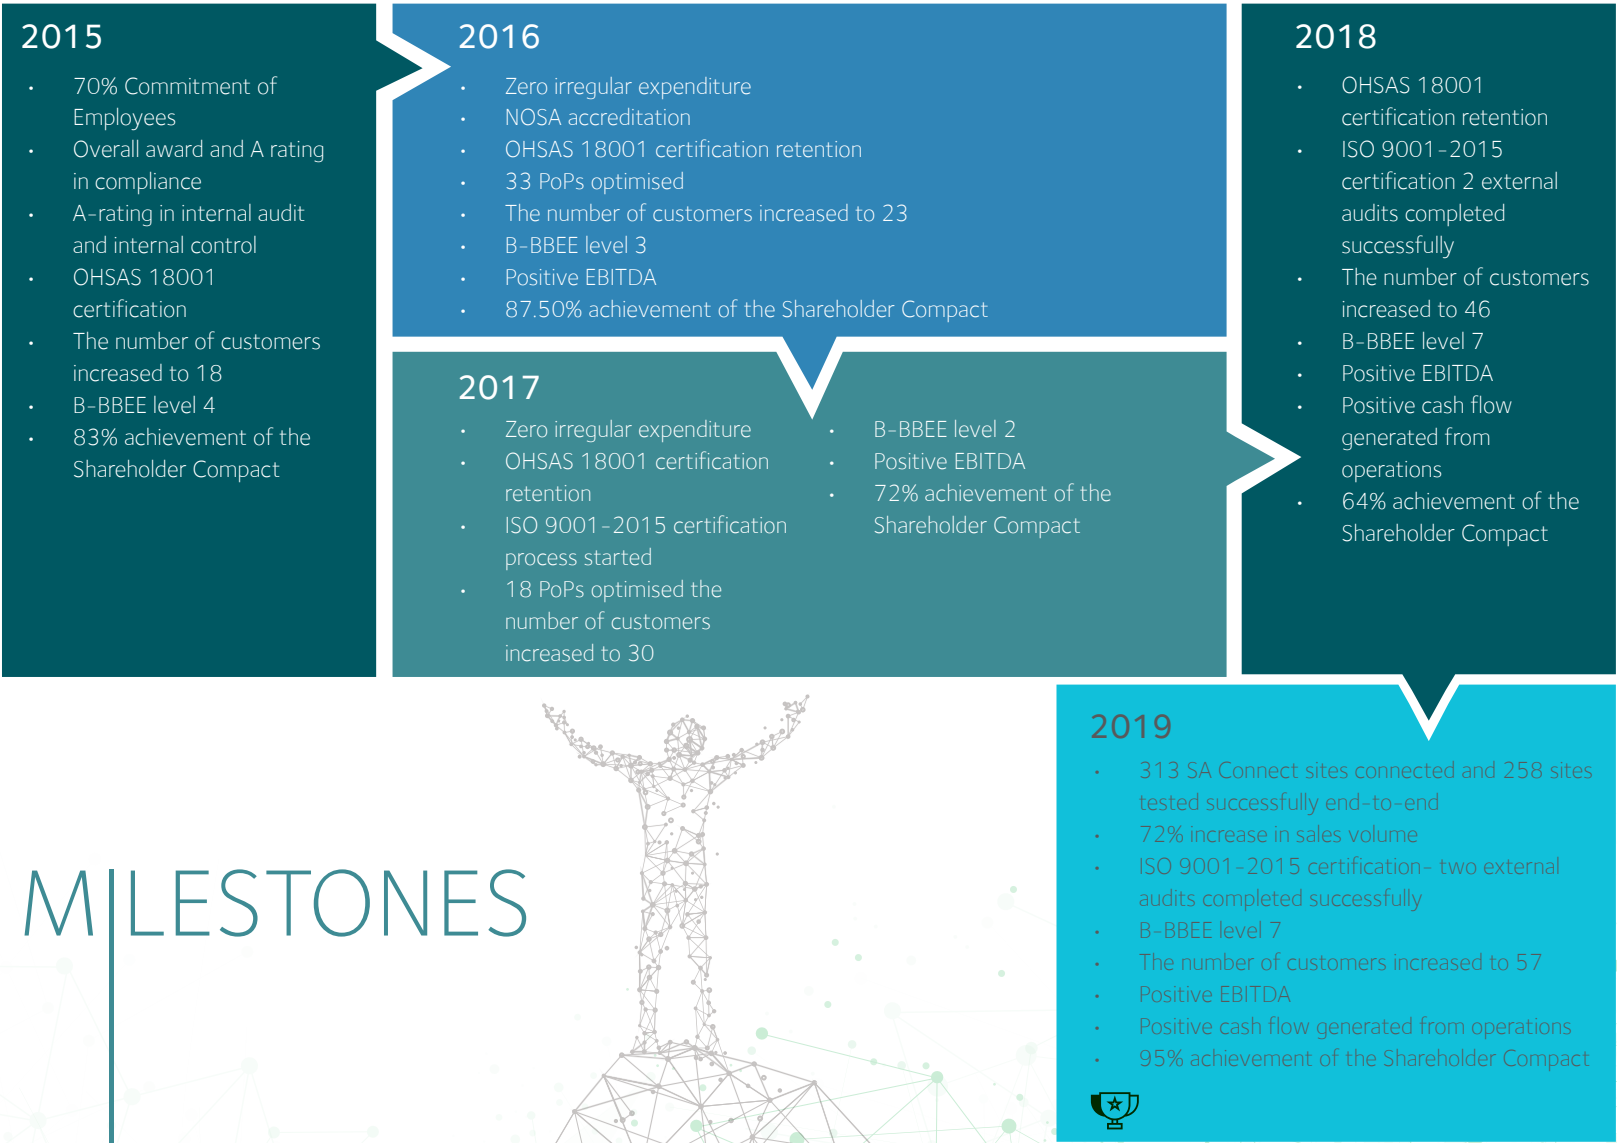 2015
• 70% Commitment of
Employees
• Overall award and A rating
in compliance
• A-rating in internal audit
and internal control
• OHSAS 18001
certification
• The number of customers
increased to 18
• B-BBEE level 4
• 83% achievement of the
Shareholder Compact
2016
• Zero irregular expenditure
• NOSA accreditation
• OHSAS 18001 certification retention
• 33 PoPs optimised
• The number of customers increased to 23
• B-BBEE level 3
• Positive EBITDA
• 87.50% achievement of the Shareholder Compact
2017
• Zero irregular expenditure
• OHSAS 18001 certification
retention
• ISO 9001-2015 certification
process started
• 18 PoPs optimised the
number of customers
increased to 30
• B-BBEE level 2
• Positive EBITDA
• 72% achievement of the
Shareholder Compact
2018
• OHSAS 18001
certification retention
• ISO 9001-2015
certification 2 external
audits completed
successfully
• The number of customers
increased to 46
• B-BBEE level 7
• Positive EBITDA
• Positive cash flow
generated from
operations
• 64% achievement of the
Shareholder Compact
2019
• 313 SA Connect sites connected and 258 sites
tested successfully end-to-end
• 72% increase in sales volume
• ISO 9001-2015 certification- two external
audits completed successfully
• B-BBEE level 7
• The number of customers increased to 57
• Positive EBITDA
• Positive cash flow generated from operations
• 95% achievement of the Shareholder Compact
MILESTONES